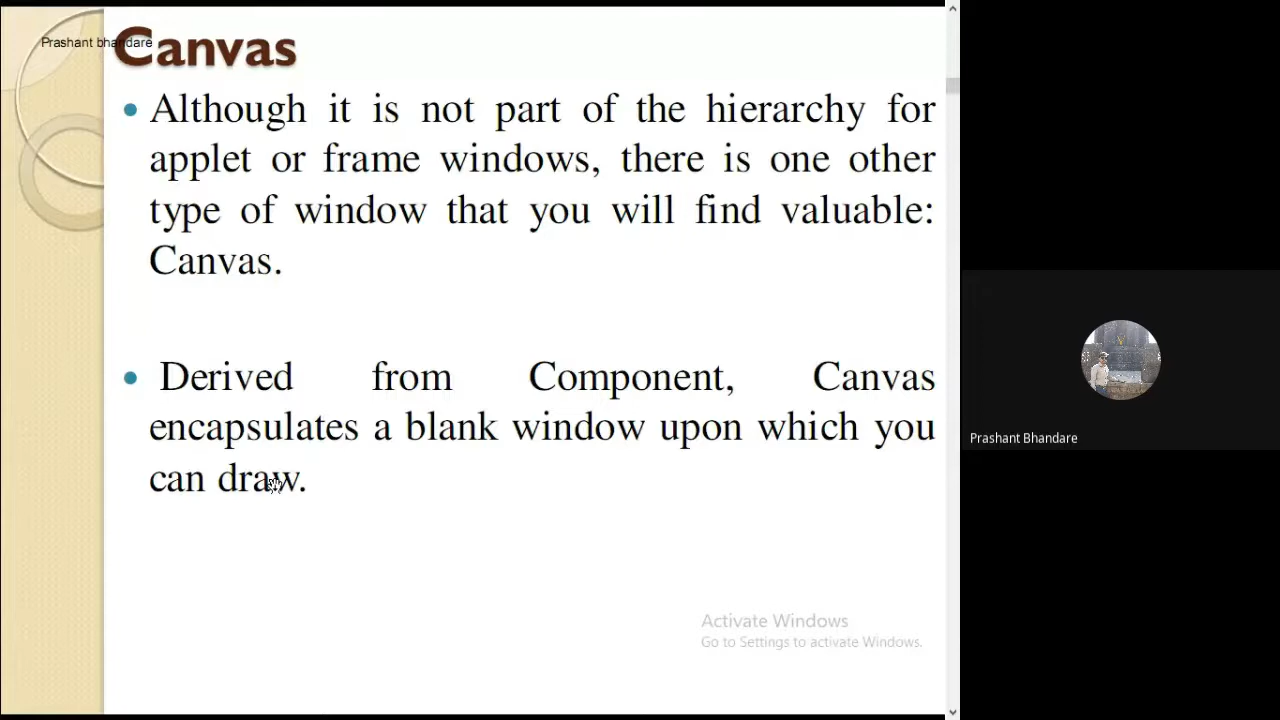 Prashant bhandare
Canvas
• Although it is not part of the hierarchy for
applet or frame windows, there is one other
type of window that you will find valuable:
Canvas.
• Derived from Component, Canvas
encapsulates a blank window upon which you
can draw.
Activate Windows
Go to Settings to activate Windows.
Prashant Bhandare